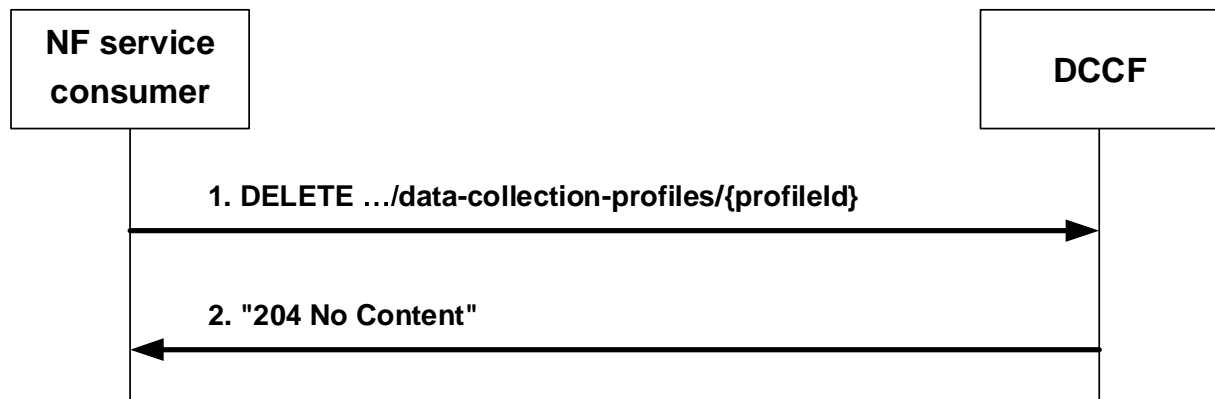 NF service
consumer
DCCF
1. DELETE …/data-collection-profiles/{profileId}
2. "204 No Content"